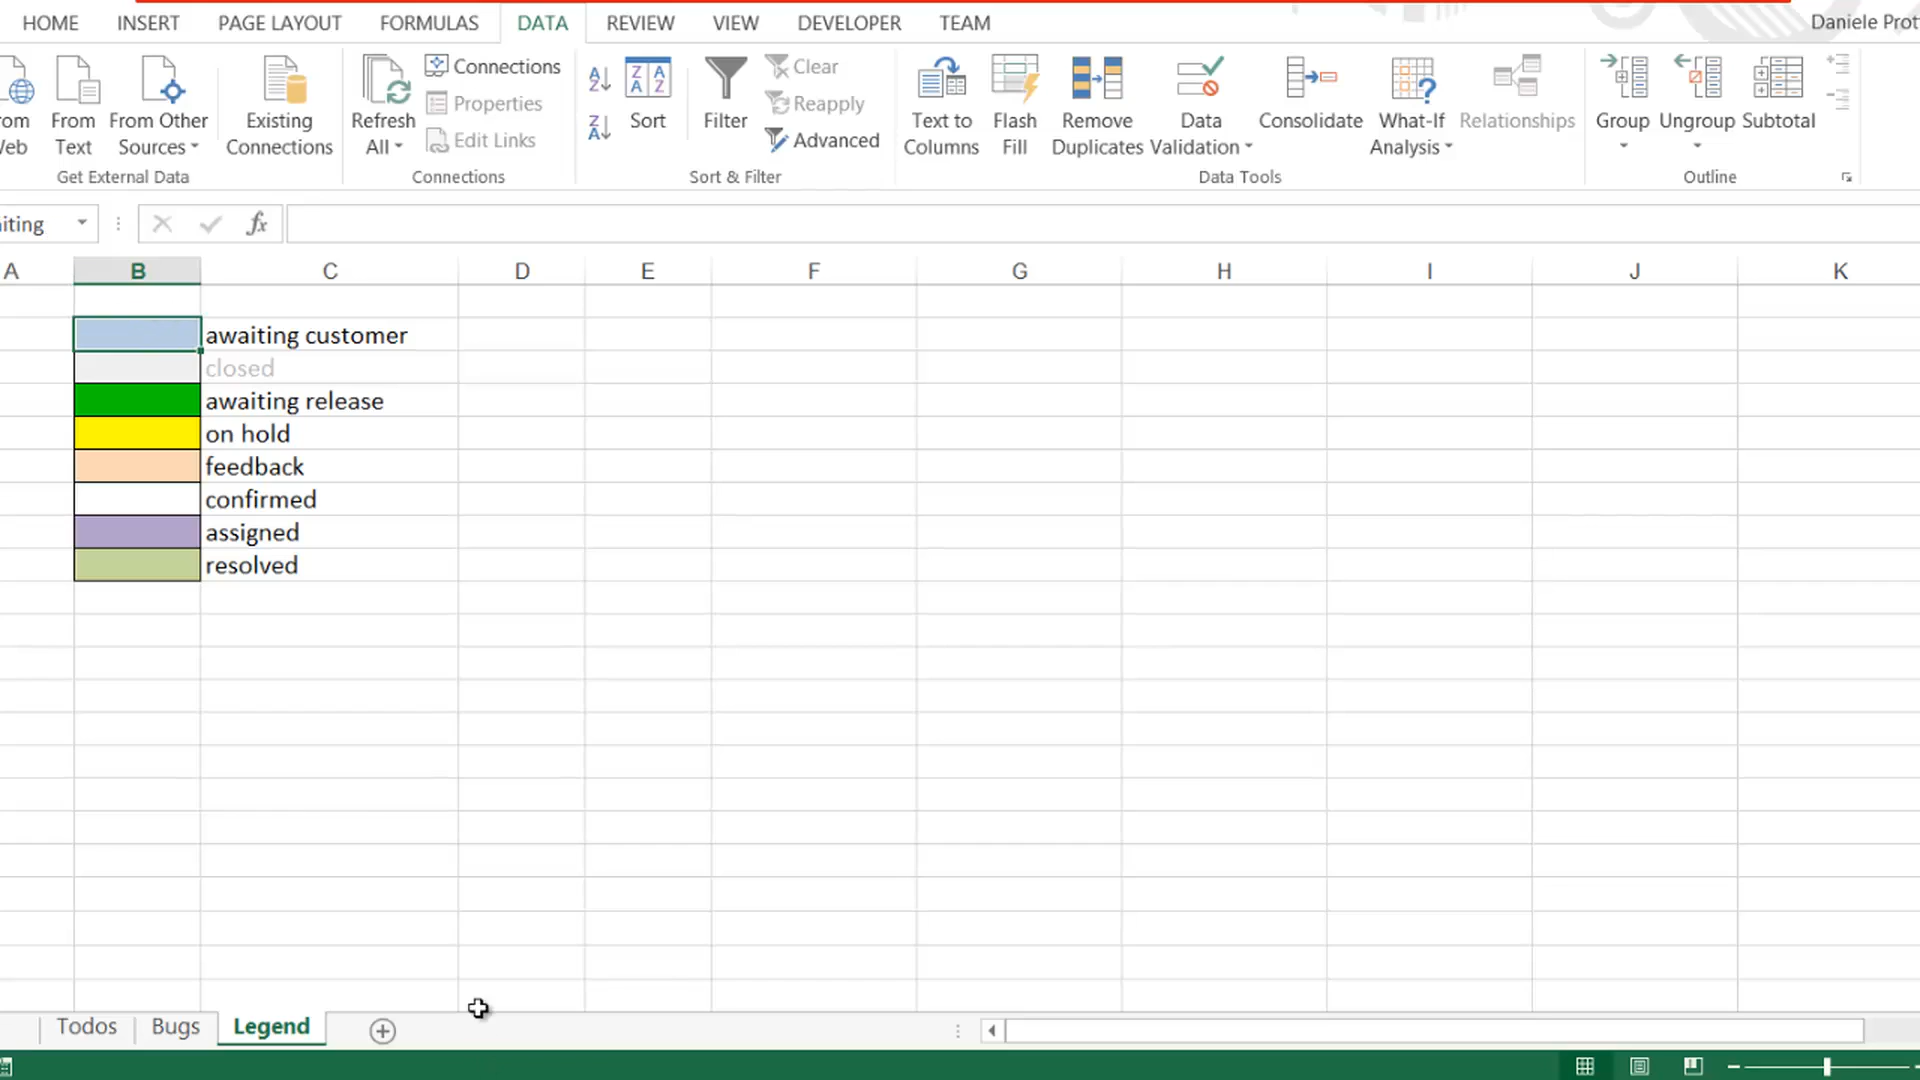 HOME INSERT PAGE LAYOUT FORMULAS DATA REVIEW VIEW DEVELOPER TEAM Daniele Prott
Connections Clear
Properties Reapply
Edit Links Advanced
From Other Existing Refresh Sort Filter Text to Flash Remove Data Consolidate What-If Relationships Group Ungroup Subtotal
From Text Sources Connections All Columns Fill Duplicates Validation Analysis
Get External Data Connections Sort & Filter Data Tools Outline
iting fx
A B C D E F G H I J K
awaiting customer
closed
awaiting release
on hold
feedback
confirmed
assigned
resolved
Todos Bugs Legend